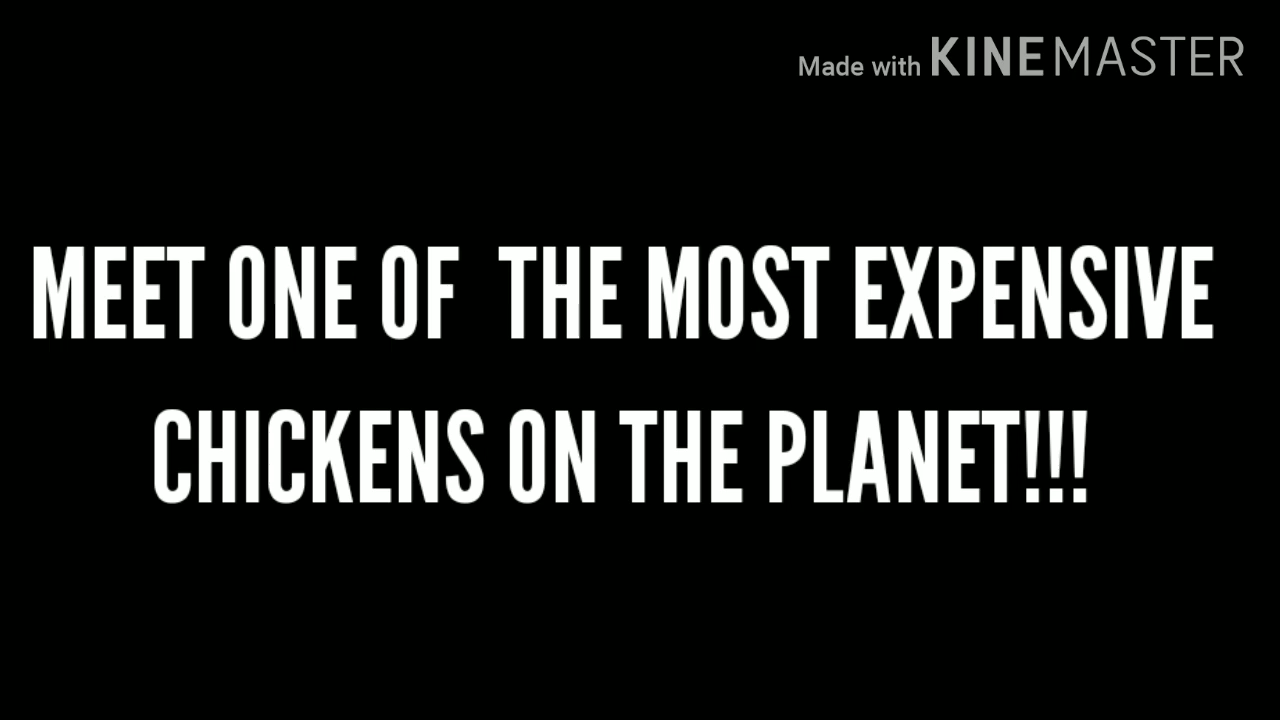 Made with KINEMASTER
MEET ONE OF THE MOST EXPENSIVE
CHICKENS ON THE PLANET!!!